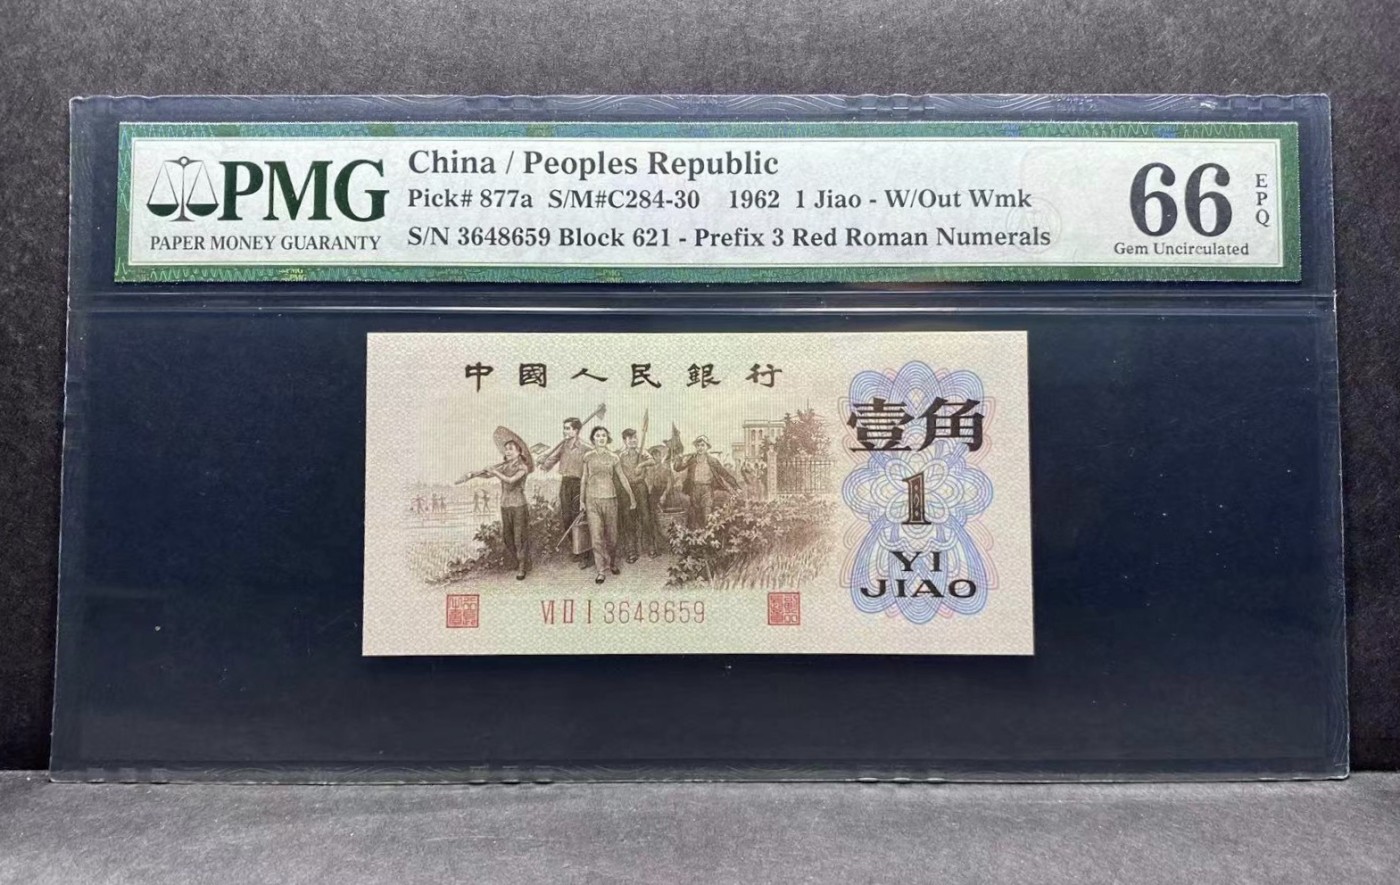 PMG
PAPER MONEY GUARANTY
China / Peoples Republic
Pick# 877a S/M#C284-30 1962 1 Jiao - W/Out Wmk
S/N 3648659 Block 621 - Prefix 3 Red Roman Numerals
66
EPQ
Gem Uncirculated
中國人民銀行
壹角
1
YI
JIAO
VI II I 3648659